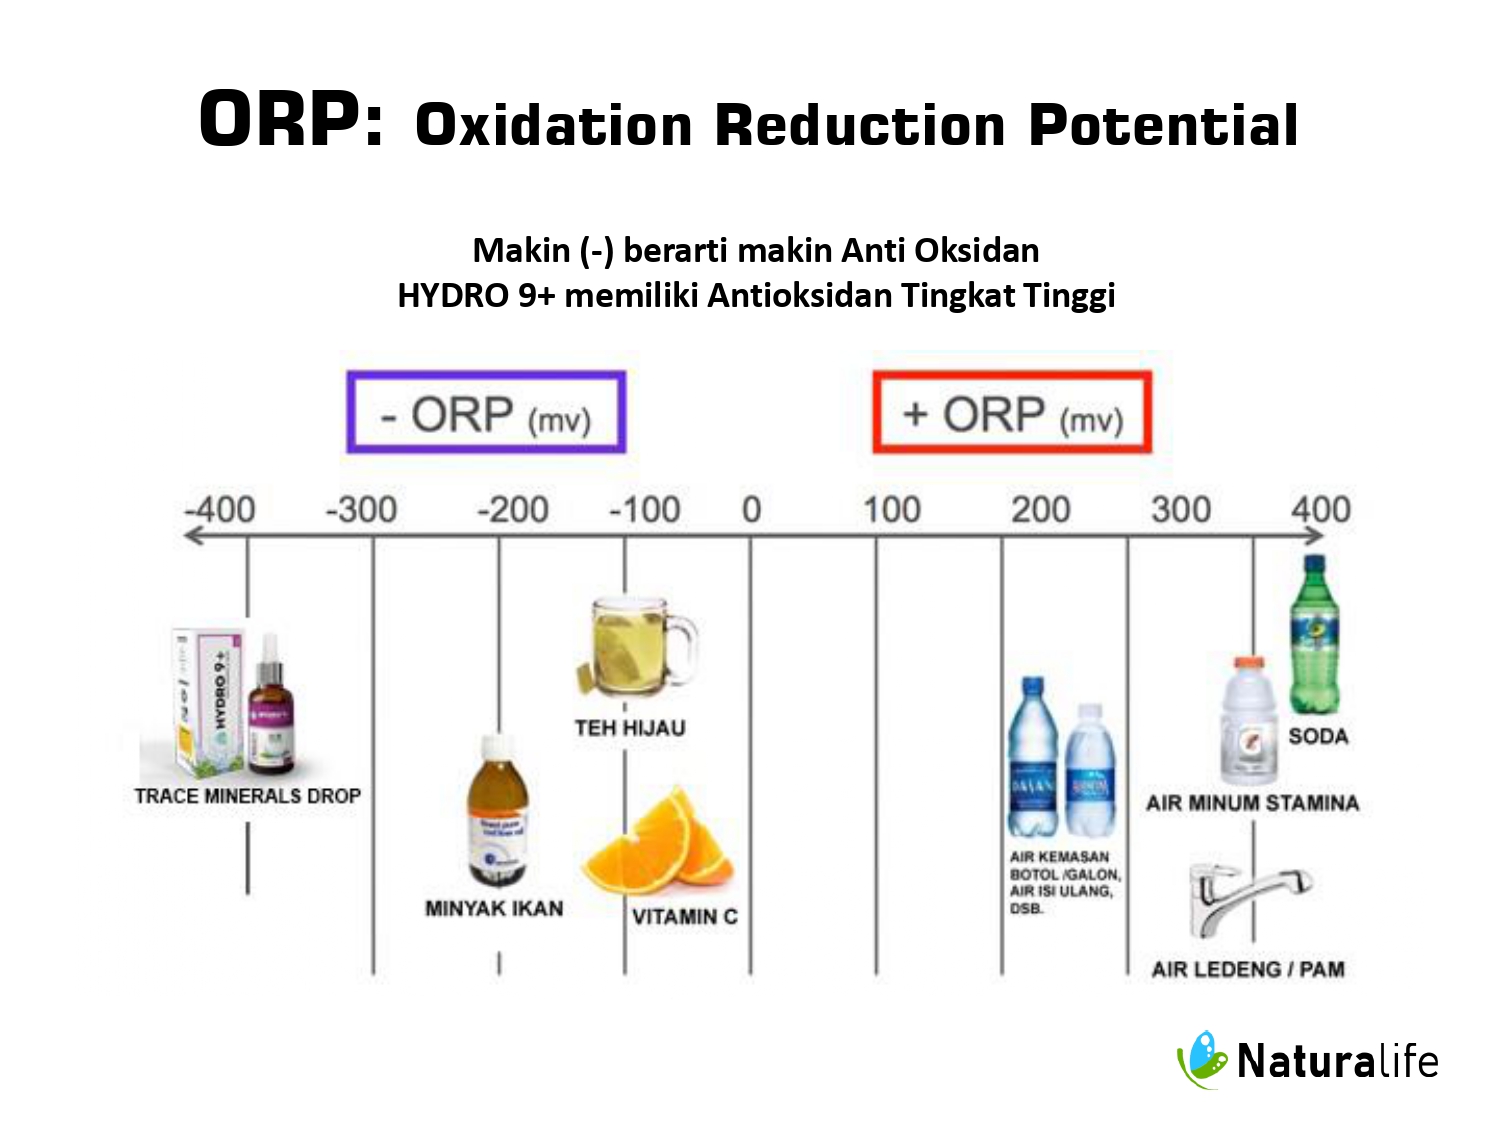 ORP: Oxidation Reduction Potential
Makin (-) berarti makin Anti Oksidan
HYDRO 9+ memiliki Antioksidan Tingkat Tinggi
- ORP (mv)
+ ORP (mv)
-400 -300 -200 -100 0 100 200 300 400
HYDRO 9+
TRACE MINERALS DROP
MINYAK IKAN
TEH HIJAU
VITAMIN C
AIR KEMASAN
BOTOL /GALON,
AIR ISI ULANG,
DSB.
SODA
AIR MINUM STAMINA
AIR LEDENG / PAM
Naturalife